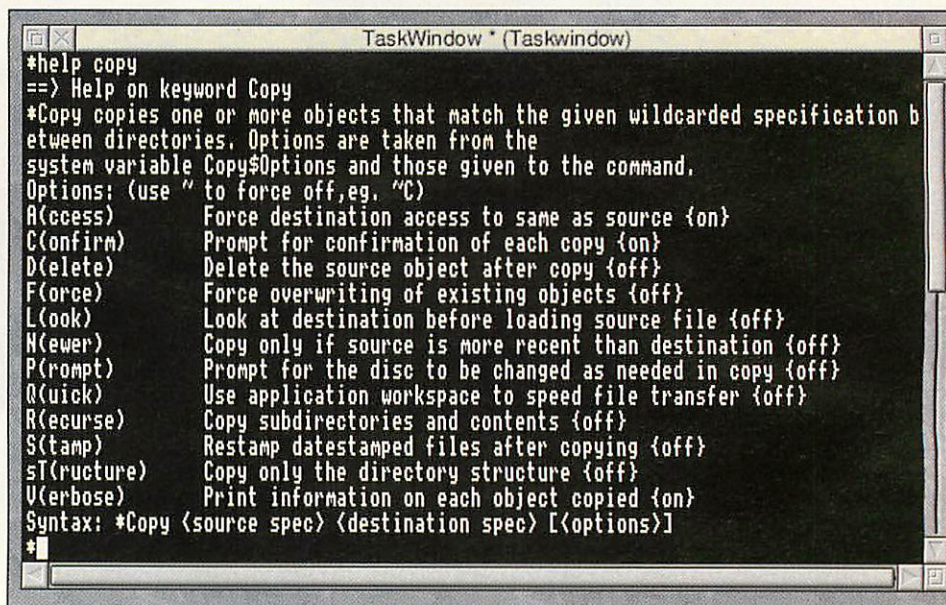 TaskWindow * (Taskwindow)
*help copy
==> Help on keyword Copy
*Copy copies one or more objects that match the given wildcarded specification b
etween directories. Options are taken from the
system variable Copy$Options and those given to the command.
Options: (use ~ to force off,eg. ~C)
A(ccess)        Force destination access to same as source {on}
C(onfirm)       Prompt for confirmation of each copy {on}
D(elete)        Delete the source object after copy {off}
F(orce)         Force overwriting of existing objects {off}
L(ook)          Look at destination before loading source file {off}
N(ewer)         Copy only if source is more recent than destination {off}
P(rompt)        Prompt for the disc to be changed as needed in copy {off}
Q(uick)         Use application workspace to speed file transfer {off}
R(ecurse)       Copy subdirectories and contents {off}
S(tamp)         Restamp datestamped files after copying {off}
sT(ructure)     Copy only the directory structure {off}
V(erbose)       Print information on each object copied {on}
Syntax: *Copy <source spec> <destination spec> [<options>]
*